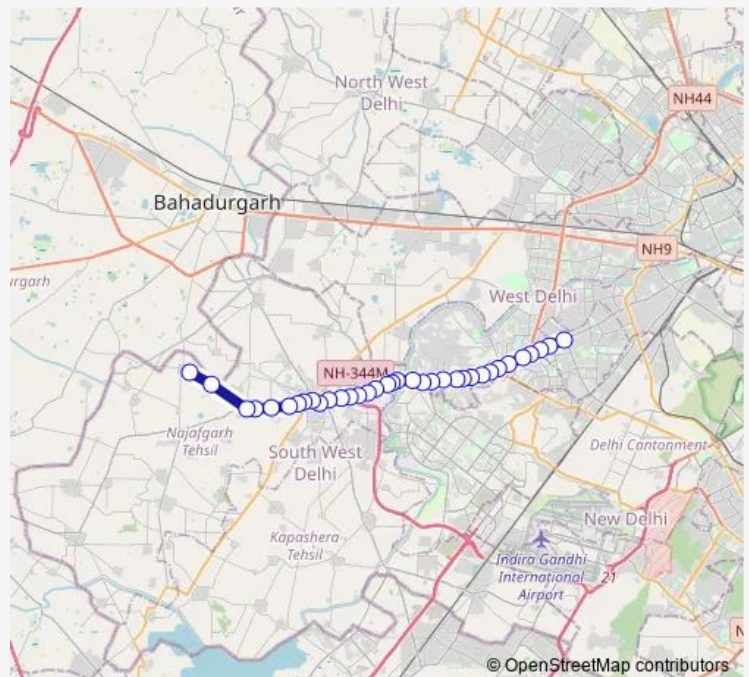 North West
Delhi
NH44
Bahadurgarh
NH9
urgarh
West Delhi
NH-344M
Najafgarh
Tehsil
South West
Delhi
Delhi Cantonment
New Delhi
Kapashera
Tehsil
Indira Gandhi
International
Airport
21
N
© OpenStreetMap contributors